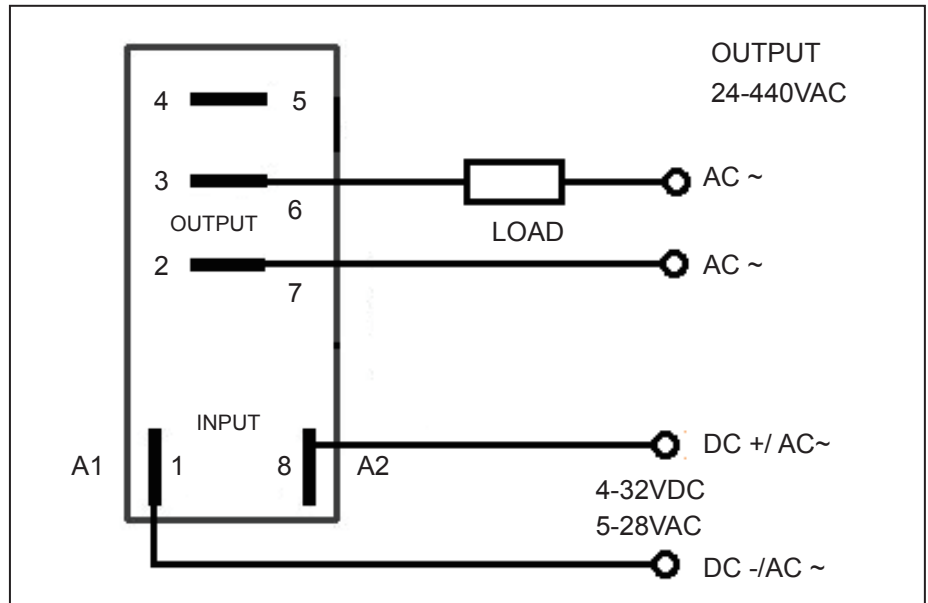 OUTPUT
24-440VAC
4 5
3
AC ~
6
OUTPUT
LOAD
2
AC ~
7
INPUT
A1 1 8 A2
DC +/ AC~
4-32VDC
5-28VAC
DC -/AC ~